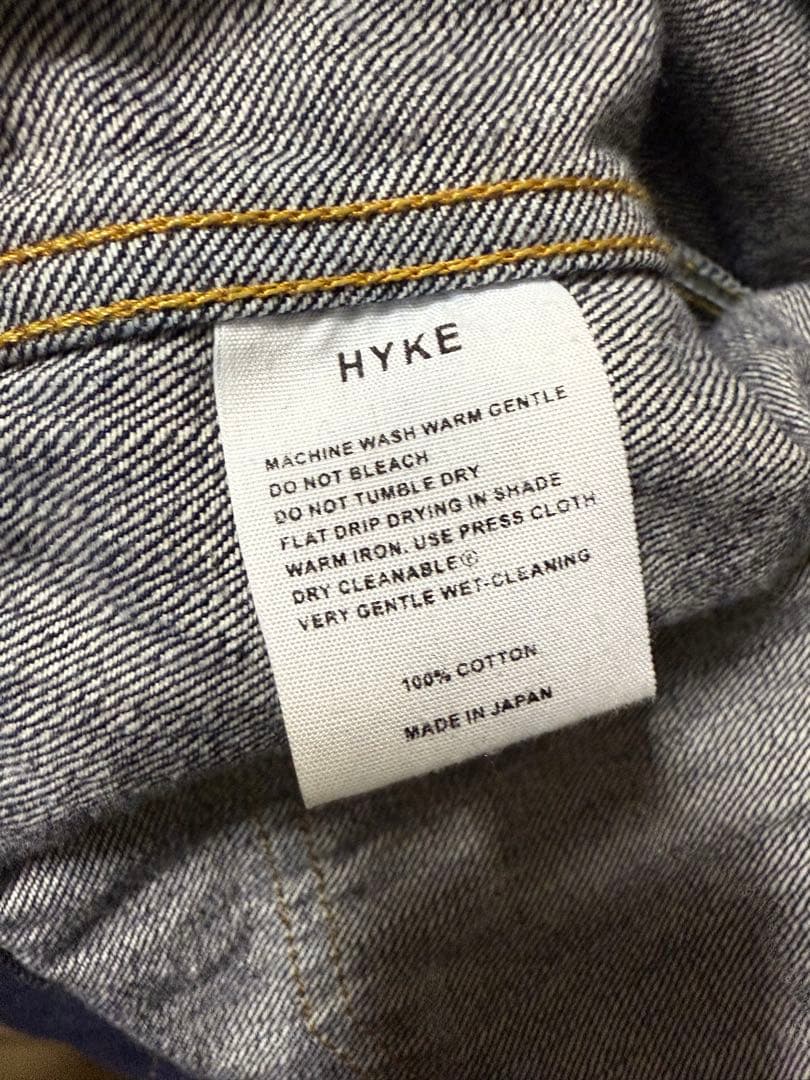 HYKE
MACHINE WASH WARM GENTLE
DO NOT BLEACH
DO NOT TUMBLE DRY
FLAT DRIP DRYING IN SHADE
WARM IRON. USE PRESS CLOTH
DRY CLEANABLEⒻ
VERY GENTLE WET-CLEANING
100% COTTON
MADE IN JAPAN